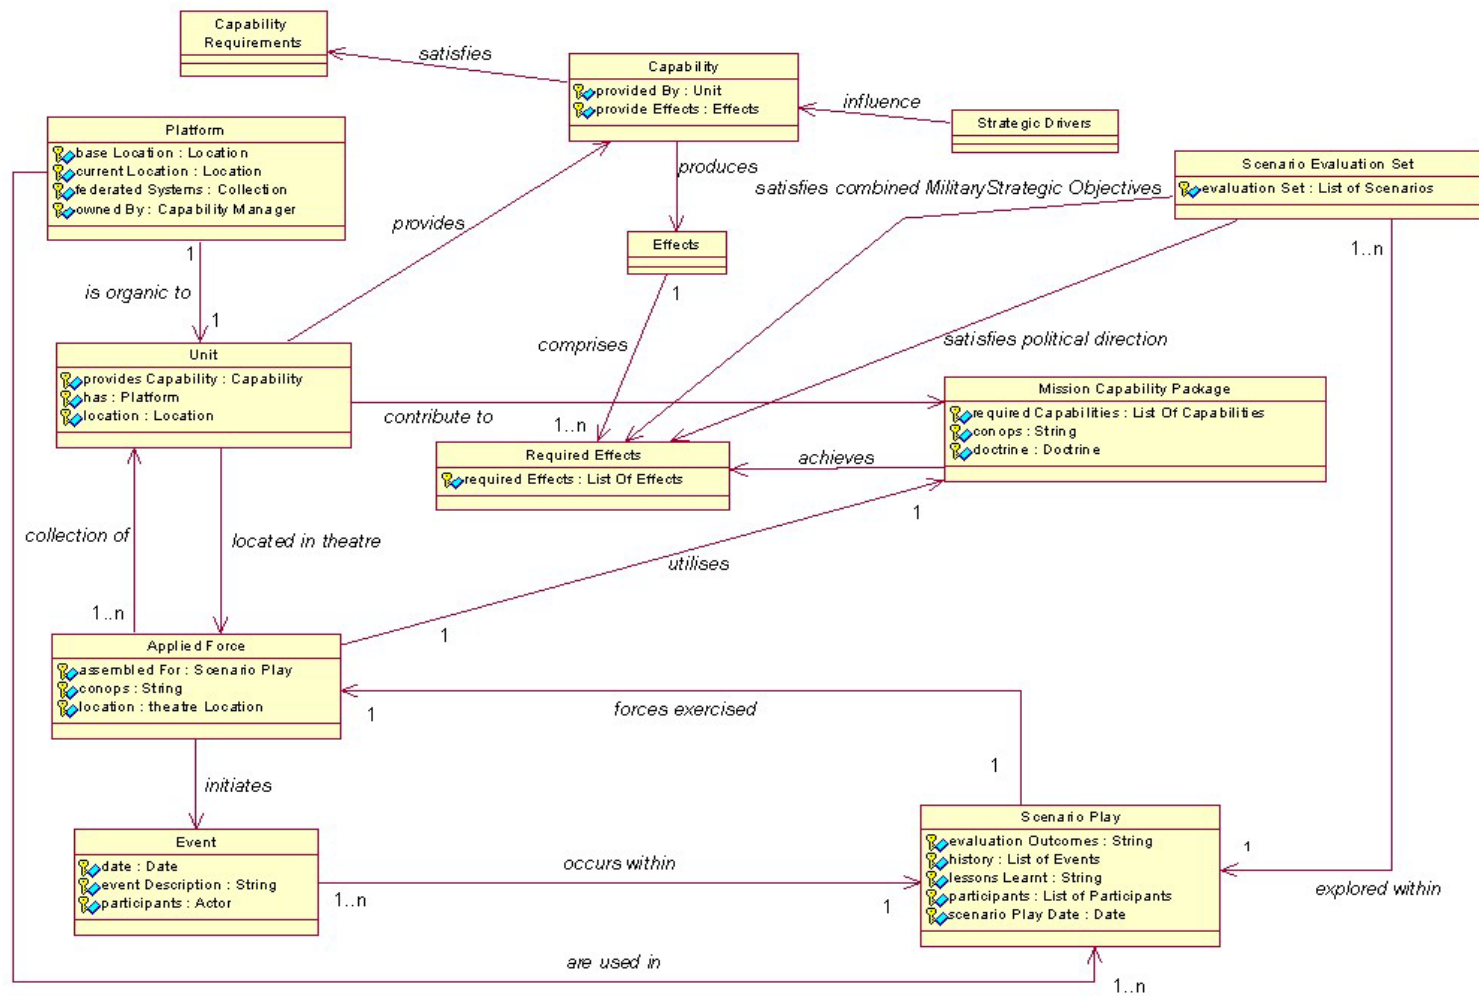 Capability
Requirements
satisfies
Capability
provided By : Unit
provide Effects : Effects
influence
Strategic Drivers
Platform
base Location : Location
current Location : Location
federated Systems : Collection
owned By : Capability Manager
produces
satisfies combined MilitaryStrategic Objectives
Scenario Evaluation Set
evaluation Set : List of Scenarios
provides
1
Effects
1..n
is organic to
1
1
comprises
satisfies political direction
Unit
provides Capability : Capability
has : Platform
location : Location
contribute to
1..n
Mission Capability Package
required Capabilities : List Of Capabilities
conops : String
doctrine : Doctrine
Required Effects
required Effects : List Of Effects
achieves
1
collection of
located in theatre
utilises
1..n
1
Applied Force
assembled For : Scenario Play
conops : String
location : theatre Location
1
forces exercised
1
initiates
Scenario Play
evaluation Outcomes : String
history : List of Events
lessons Learnt : String
participants : List of Participants
scenario Play Date : Date
1
explored within
Event
date : Date
event Description : String
participants : Actor
occurs within
1..n
1
are used in
1..n